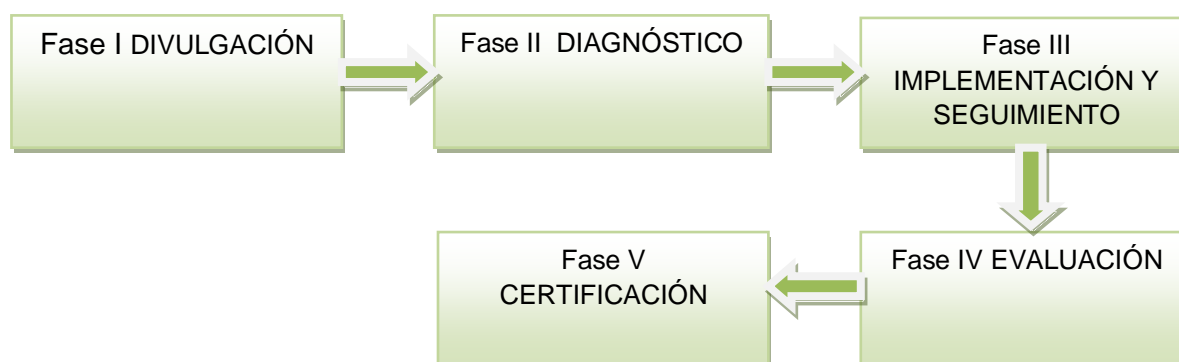 Fase I DIVULGACIÓN
Fase II DIAGNÓSTICO
Fase III
IMPLEMENTACIÓN Y
SEGUIMIENTO
Fase IV EVALUACIÓN
Fase V
CERTIFICACIÓN